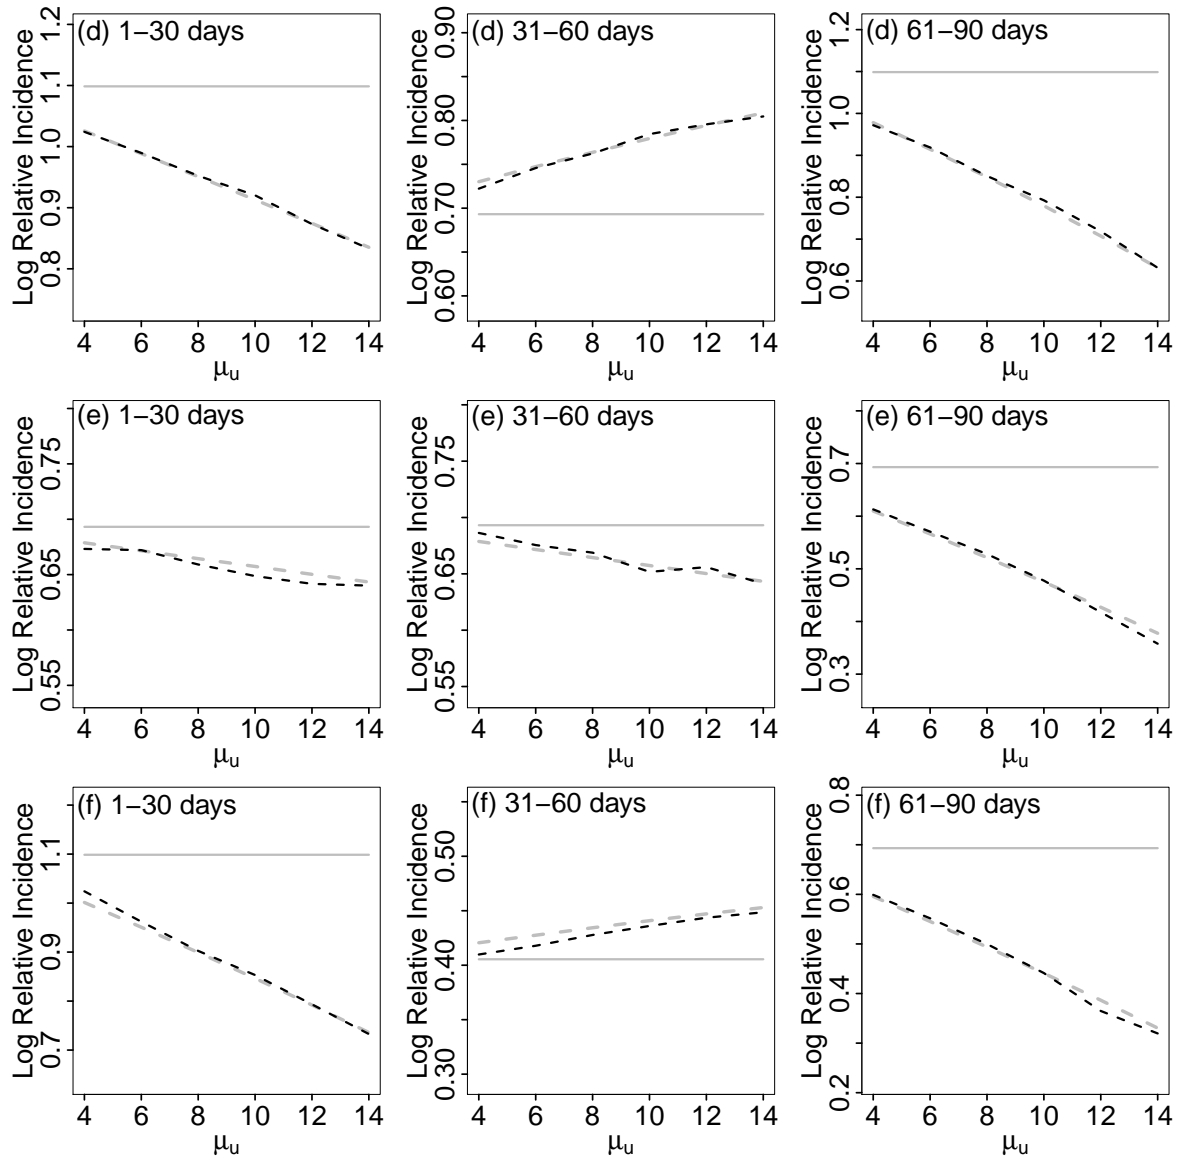 (d) 1–30 days
Log Relative Incidence
0.8 0.9 1.0 1.1 1.2
4 6 8 10 12 14
μu
(d) 31–60 days
Log Relative Incidence
0.60 0.70 0.80 0.90
4 6 8 10 12 14
μu
(d) 61–90 days
Log Relative Incidence
0.6 0.8 1.0 1.2
4 6 8 10 12 14
μu
(e) 1–30 days
Log Relative Incidence
0.55 0.65 0.75
4 6 8 10 12 14
μu
(e) 31–60 days
Log Relative Incidence
0.55 0.65 0.75
4 6 8 10 12 14
μu
(e) 61–90 days
Log Relative Incidence
0.3 0.5 0.7
4 6 8 10 12 14
μu
(f) 1–30 days
Log Relative Incidence
0.7 0.9 1.1
4 6 8 10 12 14
μu
(f) 31–60 days
Log Relative Incidence
0.30 0.40 0.50
4 6 8 10 12 14
μu
(f) 61–90 days
Log Relative Incidence
0.2 0.4 0.6 0.8
4 6 8 10 12 14
μu